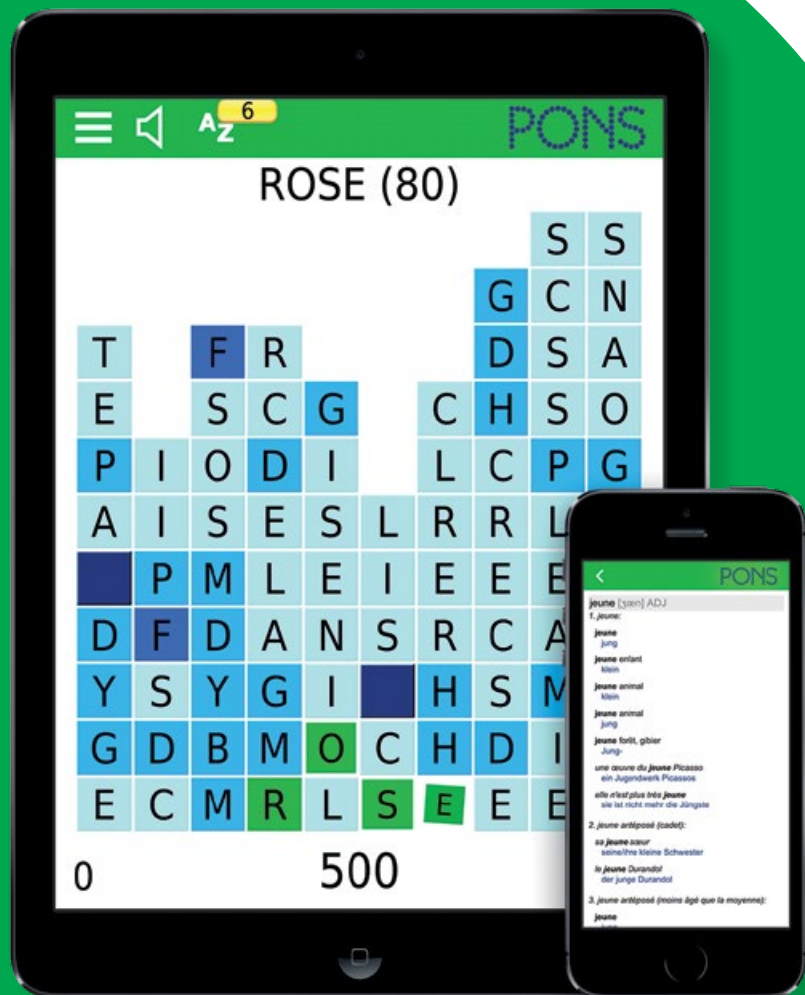 AZ 6 PONS
ROSE (80)
S S
G C N
T F R D S A
E S C G C H S O
P I O D I L C P G
A I S E S L R R L
P M L E I E E E
D F D A N S R C A
Y S Y G I H S M
G D B M O C H D I
E C M R L S E E E
0 500
< PONS
jeune [ʒœn] ADJ
1. jeune:
jeune
jung
jeune enfant
klein
jeune animal
klein
jeune animal
jung
jeune forêt, gibier
Jung-
une œuvre du jeune Picasso
ein Jugendwerk Picassos
elle n'est plus très jeune
sie ist nicht mehr die Jüngste
2. jeune antéposé (cadet):
sa jeune sœur
seine/ihre kleine Schwester
le jeune Durandol
der junge Durandol
3. jeune antéposé (moins âgé que la moyenne):
jeune